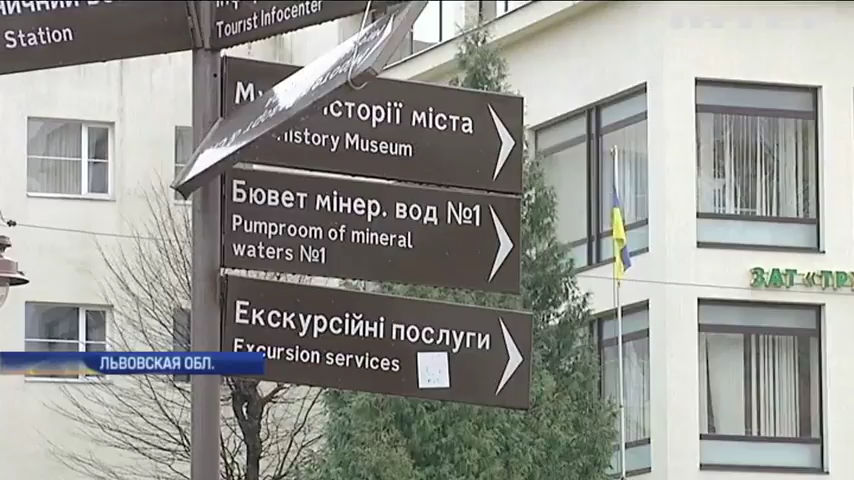 Station
Tourist Infocenter
історії міста
History Museum
Бювет мінер. вод №1
Pumproom of mineral
waters №1
Екскурсійні послуги
Excursion services
ЛЬВОВСКАЯ ОБЛ.
ЗАТ